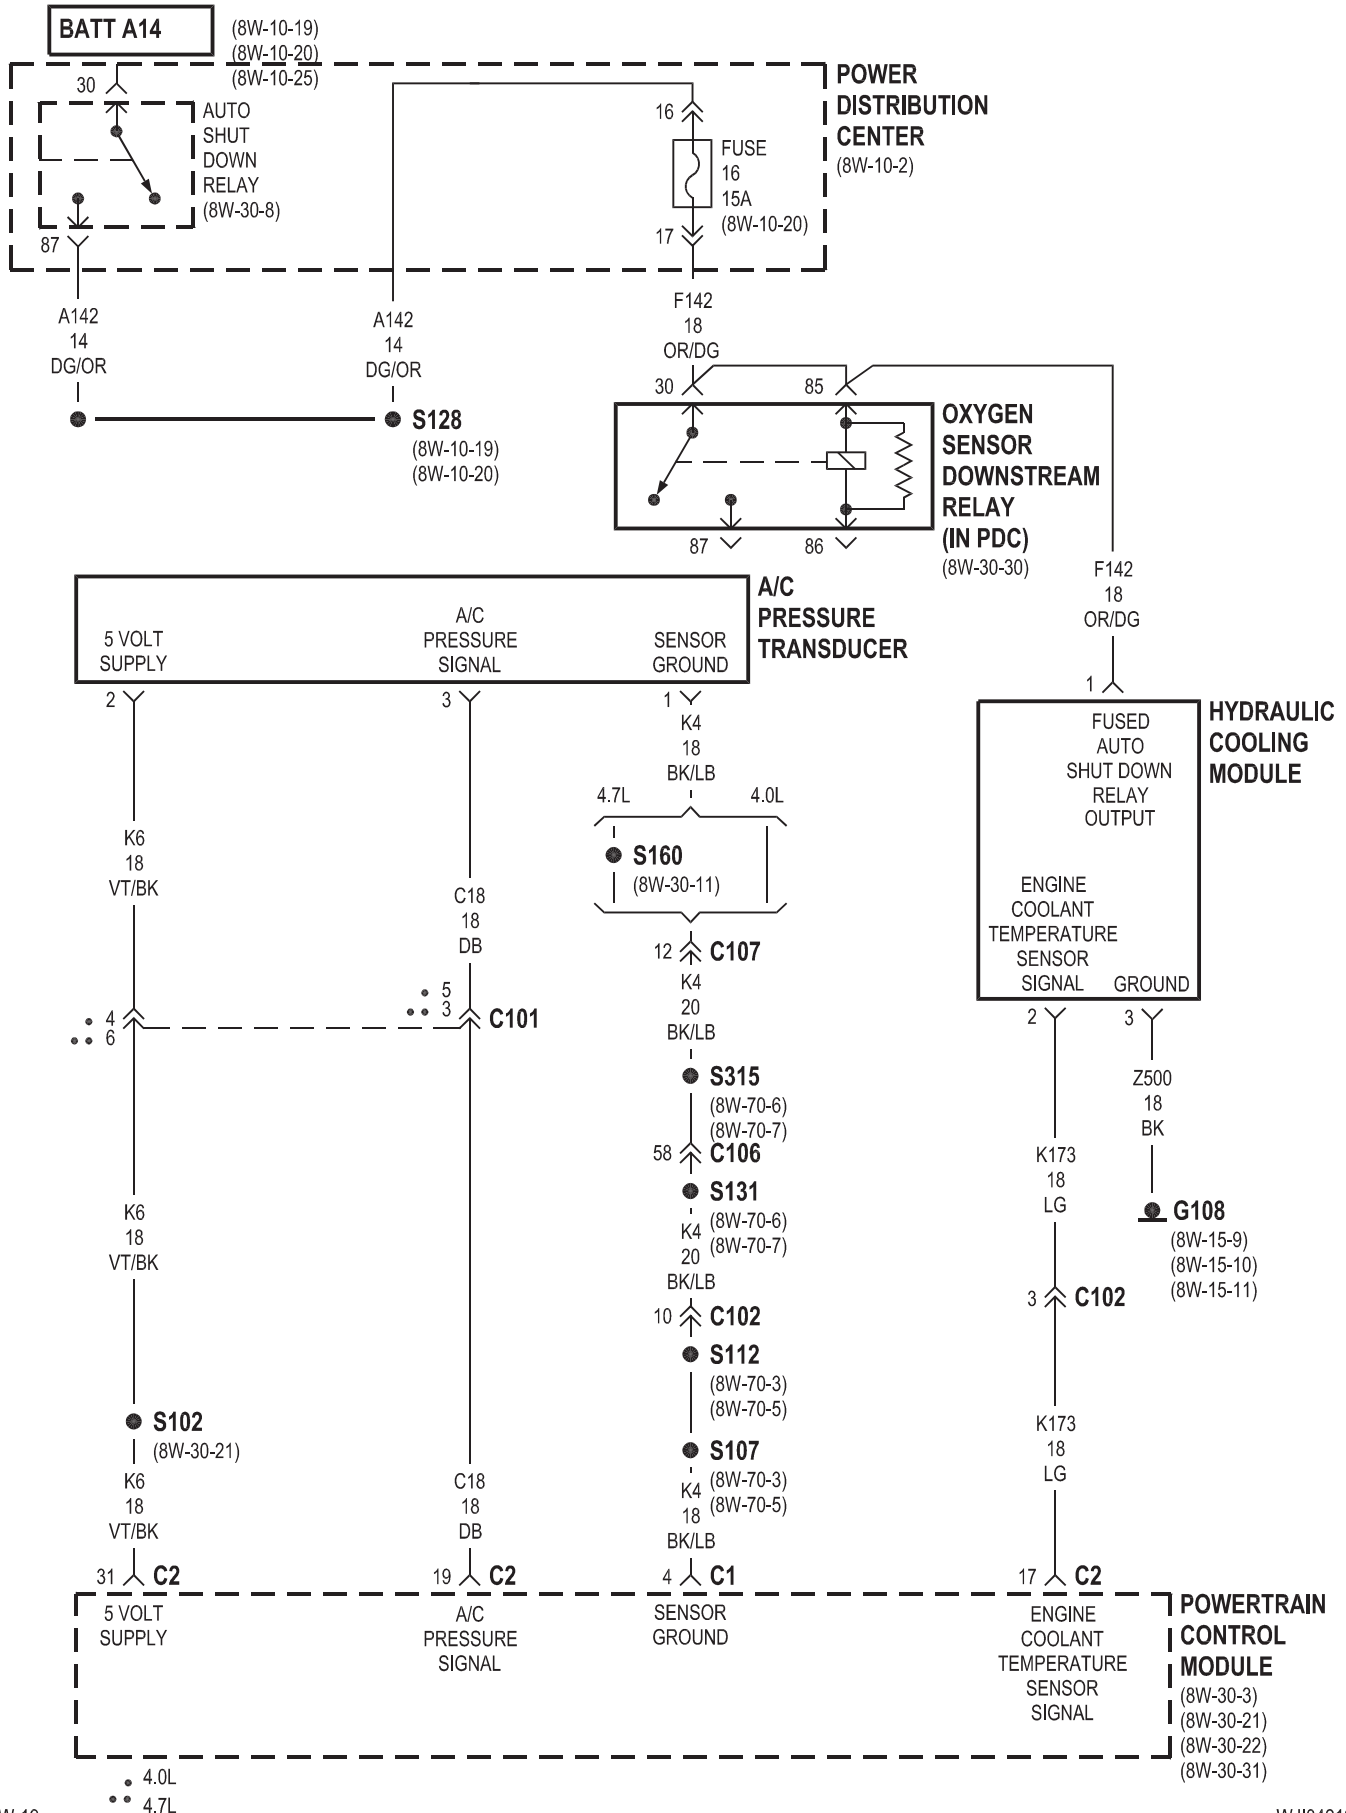 BATT A14
(8W-10-19)
(8W-10-20)
(8W-10-25)
30
AUTO
SHUT
DOWN
RELAY
(8W-30-8)
87
16
FUSE
16
15A
(8W-10-20)
17
POWER
DISTRIBUTION
CENTER
(8W-10-2)
A142
14
DG/OR
A142
14
DG/OR
S128
(8W-10-19)
(8W-10-20)
F142
18
OR/DG
30
85
87
86
OXYGEN
SENSOR
DOWNSTREAM
RELAY
(IN PDC)
(8W-30-30)
F142
18
OR/DG
5 VOLT
SUPPLY
A/C
PRESSURE
SIGNAL
SENSOR
GROUND
A/C
PRESSURE
TRANSDUCER
2
3
1
K4
18
BK/LB
4.7L
4.0L
S160
(8W-30-11)
1
FUSED
AUTO
SHUT DOWN
RELAY
OUTPUT
HYDRAULIC
COOLING
MODULE
ENGINE
COOLANT
TEMPERATURE
SENSOR
SIGNAL
GROUND
2
3
K6
18
VT/BK
C18
18
DB
4
6
5
3
C101
12
C107
K4
20
BK/LB
S315
(8W-70-6)
(8W-70-7)
58
C106
S131
(8W-70-6)
(8W-70-7)
K4
20
BK/LB
10
C102
S112
(8W-70-3)
(8W-70-5)
S107
(8W-70-3)
(8W-70-5)
K4
18
BK/LB
Z500
18
BK
G108
(8W-15-9)
(8W-15-10)
(8W-15-11)
K173
18
LG
3
C102
K173
18
LG
K6
18
VT/BK
S102
(8W-30-21)
K6
18
VT/BK
C18
18
DB
31
C2
19
C2
4
C1
17
C2
5 VOLT
SUPPLY
A/C
PRESSURE
SIGNAL
SENSOR
GROUND
ENGINE
COOLANT
TEMPERATURE
SENSOR
SIGNAL
POWERTRAIN
CONTROL
MODULE
(8W-30-3)
(8W-30-21)
(8W-30-22)
(8W-30-31)
4.0L
4.7L